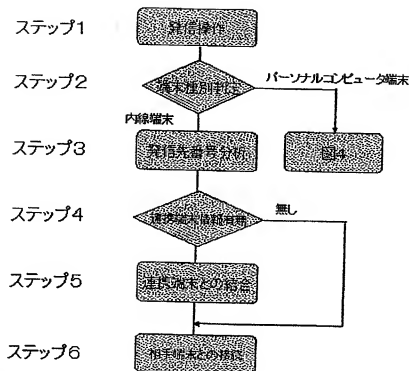 ステップ1
発信操作
ステップ2
端末種別判定
パーソナルコンピュータ端末
内線端末
ステップ3
発信先番号分析
図4
ステップ4
連携端末情報有無
無し
ステップ5
連携端末との結合
ステップ6
相手端末との接続